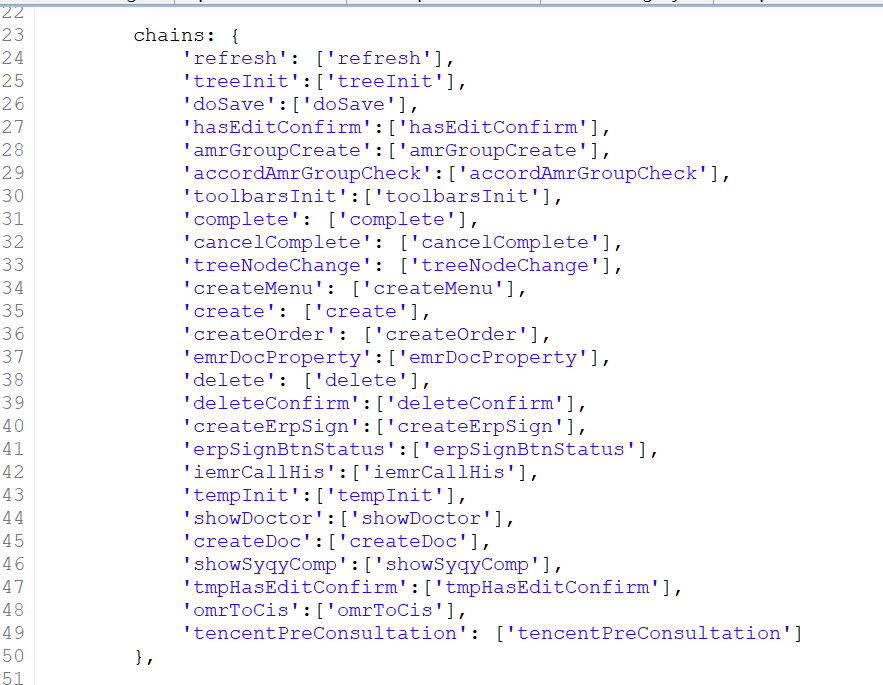 22
23 chains: {
24 'refresh': ['refresh'],
25 'treeInit':['treeInit'],
26 'doSave':['doSave'],
27 'hasEditConfirm':['hasEditConfirm'],
28 'amrGroupCreate':['amrGroupCreate'],
29 'accordAmrGroupCheck':['accordAmrGroupCheck'],
30 'toolbarsInit':['toolbarsInit'],
31 'complete': ['complete'],
32 'cancelComplete': ['cancelComplete'],
33 'treeNodeChange': ['treeNodeChange'],
34 'createMenu': ['createMenu'],
35 'create': ['create'],
36 'createOrder': ['createOrder'],
37 'emrDocProperty':['emrDocProperty'],
38 'delete': ['delete'],
39 'deleteConfirm':['deleteConfirm'],
40 'createErpSign':['createErpSign'],
41 'erpSignBtnStatus':['erpSignBtnStatus'],
42 'iemrCallHis':['iemrCallHis'],
43 'tempInit':['tempInit'],
44 'showDoctor':['showDoctor'],
45 'createDoc':['createDoc'],
46 'showSyqyComp':['showSyqyComp'],
47 'tmpHasEditConfirm':['tmpHasEditConfirm'],
48 'omrToCis':['omrToCis'],
49 'tencentPreConsultation': ['tencentPreConsultation']
50 },
51